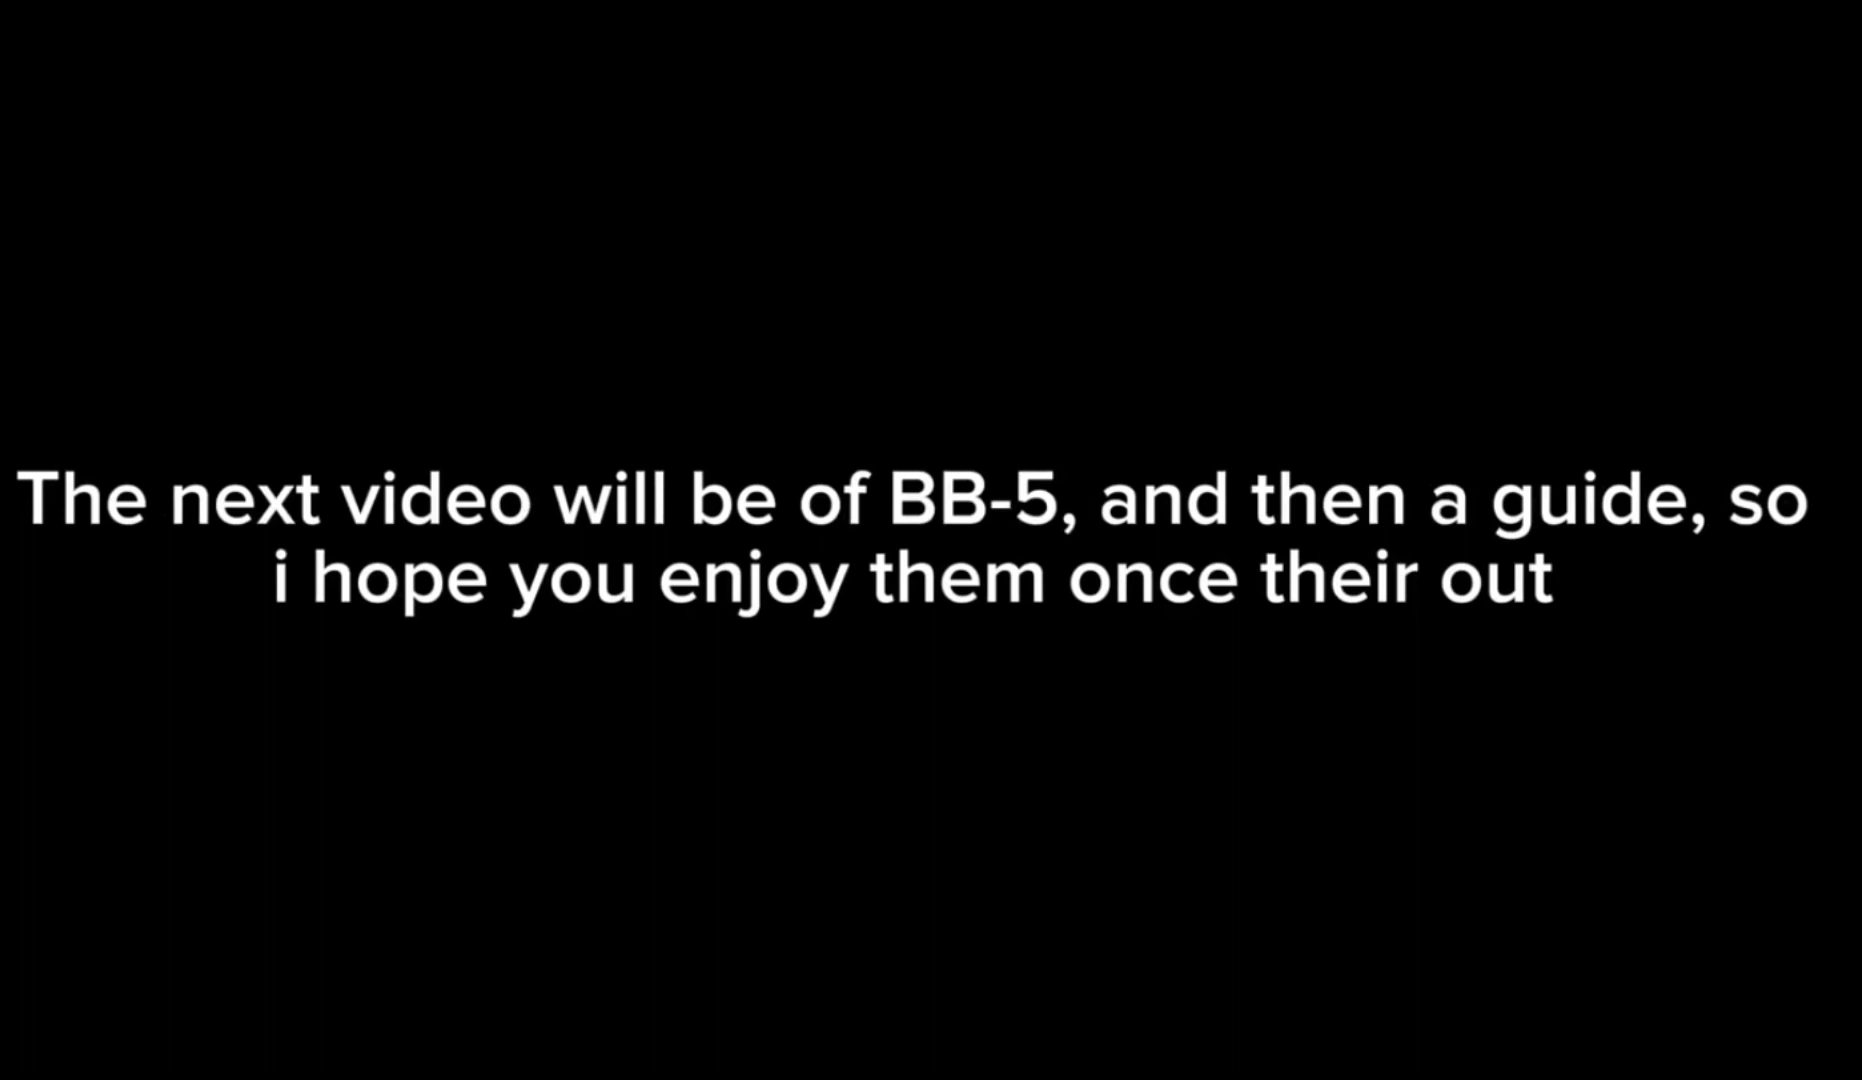 The next video will be of BB-5, and then a guide, so
i hope you enjoy them once their out